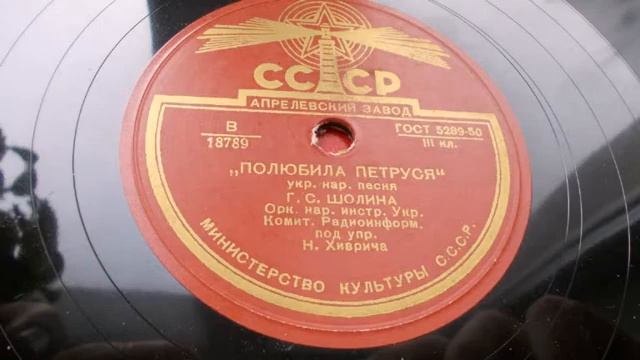 СССР
АПРЕЛЕВСКИЙ ЗАВОД
В
18789
ГОСТ 5289-50
III кл.
„ПОЛЮБИЛА ПЕТРУСЯ“
укр. нар. песня
Г. С. ШОЛИНА
Орк. нар. инстр. Укр.
Комит. Радиоинформ.
под упр.
Н. Хиврича
МИНИСТЕРСТВО КУЛЬТУРЫ С.С.С.Р.